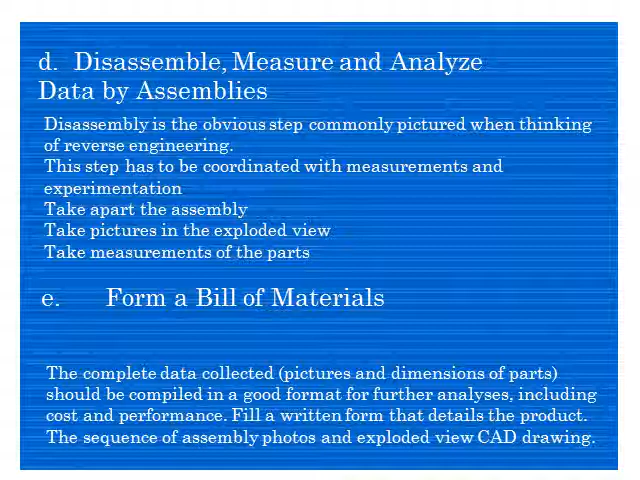 d. Disassemble, Measure and Analyze
Data by Assemblies
Disassembly is the obvious step commonly pictured when thinking
of reverse engineering.
This step has to be coordinated with measurements and
experimentation
Take apart the assembly
Take pictures in the exploded view
Take measurements of the parts
e. Form a Bill of Materials
The complete data collected (pictures and dimensions of parts)
should be compiled in a good format for further analyses, including
cost and performance. Fill a written form that details the product.
The sequence of assembly photos and exploded view CAD drawing.